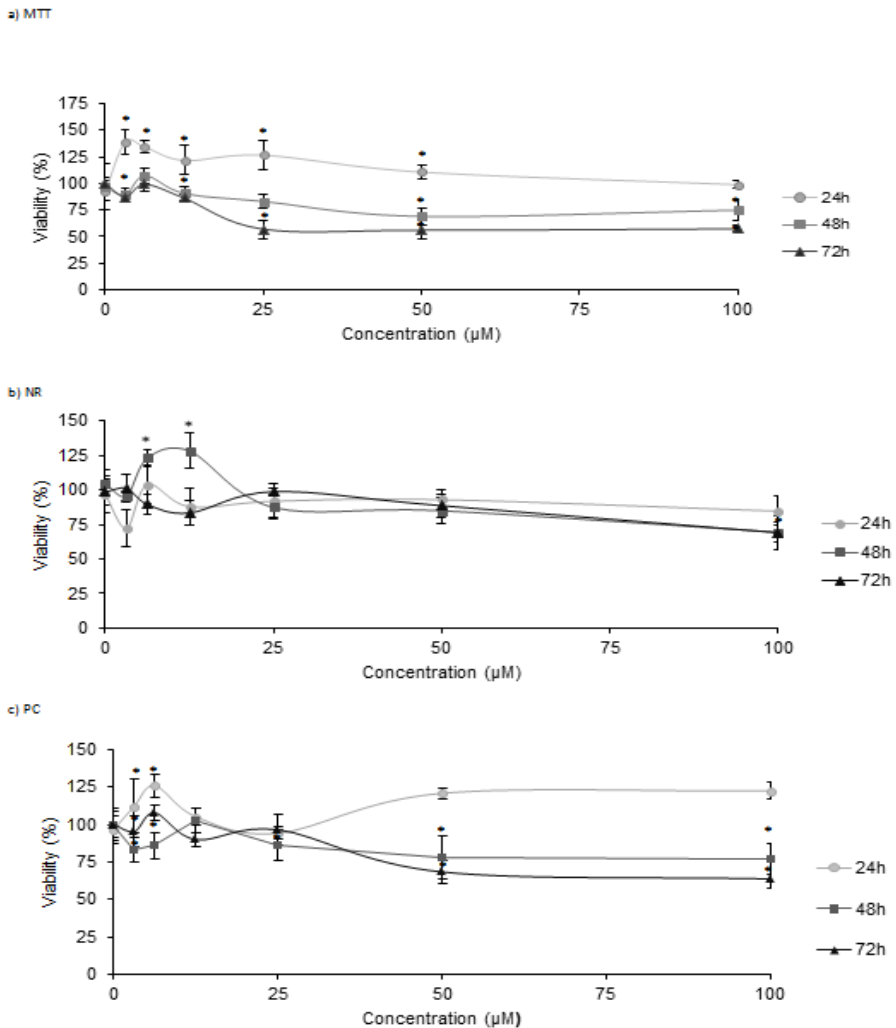 a) MTT
175
150
125
100
75
50
25
0
Viability (%)
0 25 50 75 100
Concentration (µM)
24h
48h
72h
b) NR
150
125
100
75
50
25
0
Viability (%)
0 25 50 75 100
Concentration (µM)
24h
48h
72h
c) PC
150
125
100
75
50
25
0
Viability (%)
0 25 50 75 100
Concentration (µM)
24h
48h
72h